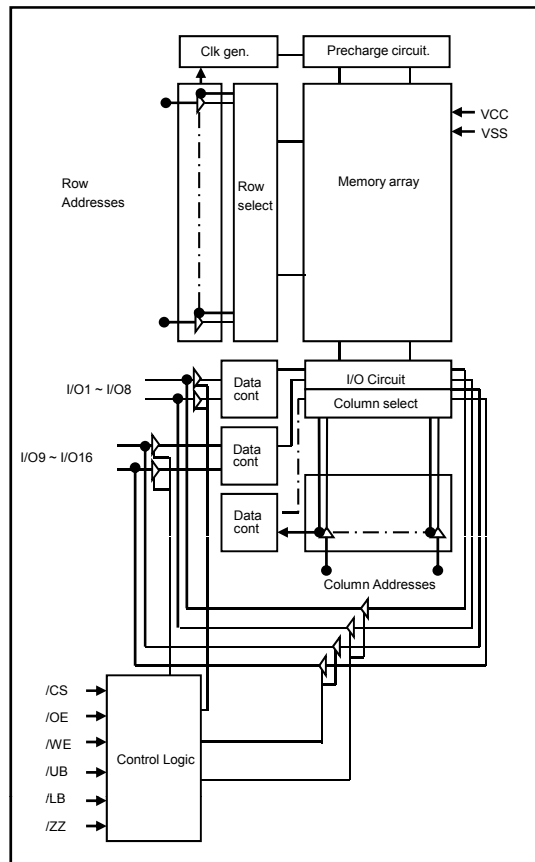 Clk gen.
Precharge circuit.
VCC
VSS
Row
Addresses
Row
select
Memory array
I/O1 ~ I/O8
Data
cont
I/O Circuit
Column select
I/O9 ~ I/O16
Data
cont
Data
cont
Column Addresses
/CS
/OE
/WE
/UB
/LB
/ZZ
Control Logic